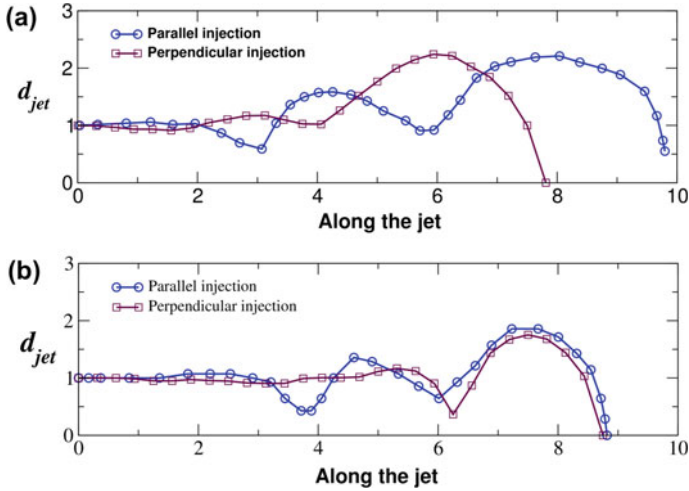 (a)
Parallel injection
Perpendicular injection
3
2
1
0
d_jet
0 2 4 6 8 10
Along the jet
(b)
Parallel injection
Perpendicular injection
3
2
1
0
d_jet
0 2 4 6 8 10
Along the jet